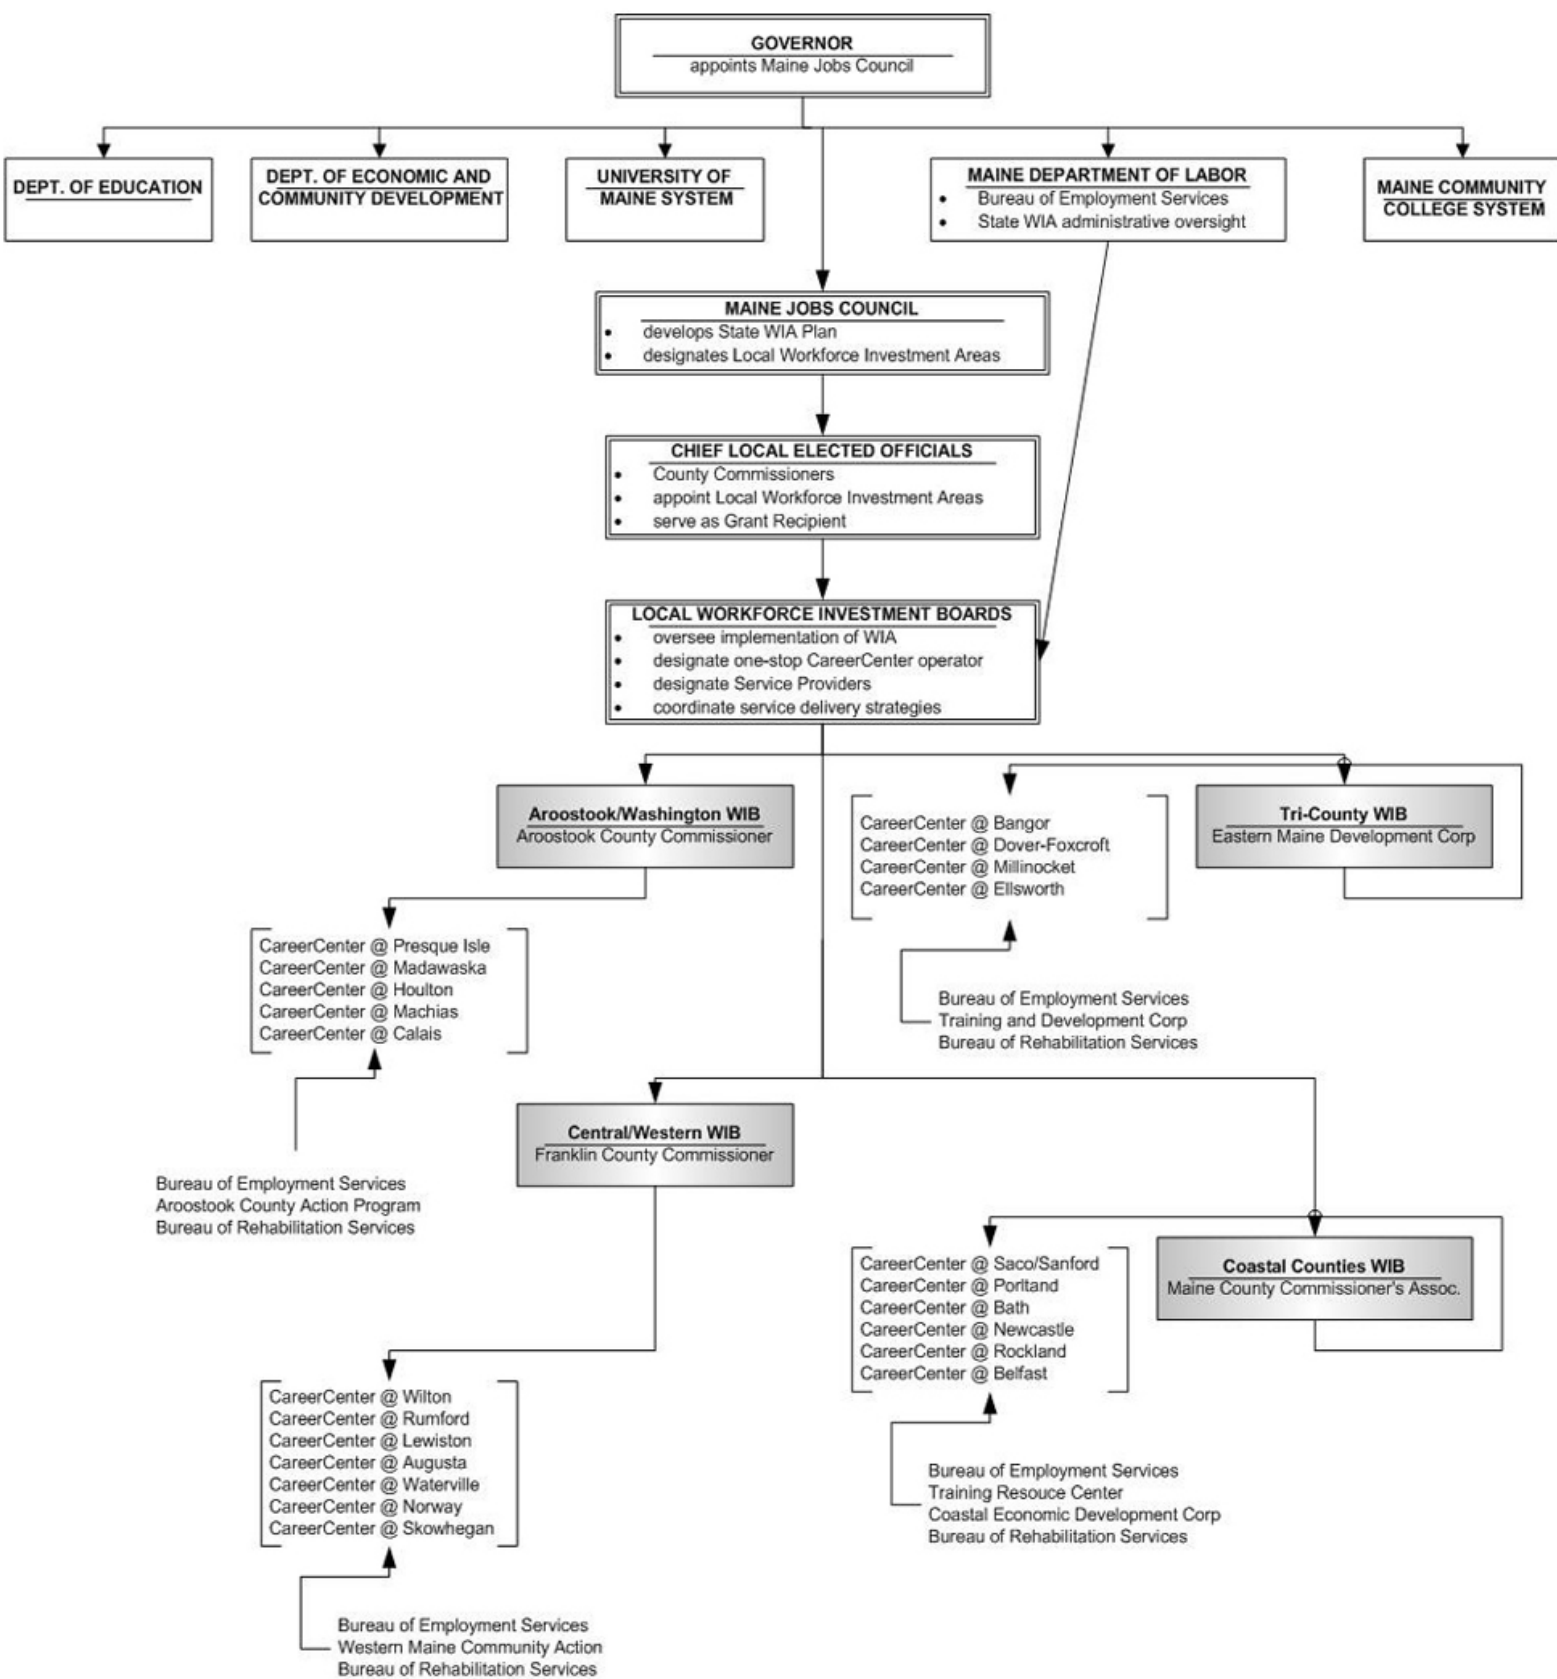 GOVERNOR
appoints Maine Jobs Council
DEPT. OF EDUCATION
DEPT. OF ECONOMIC AND
COMMUNITY DEVELOPMENT
UNIVERSITY OF
MAINE SYSTEM
MAINE DEPARTMENT OF LABOR
• Bureau of Employment Services
• State WIA administrative oversight
MAINE COMMUNITY
COLLEGE SYSTEM
MAINE JOBS COUNCIL
• develops State WIA Plan
• designates Local Workforce Investment Areas
CHIEF LOCAL ELECTED OFFICIALS
• County Commissioners
• appoint Local Workforce Investment Areas
• serve as Grant Recipient
LOCAL WORKFORCE INVESTMENT BOARDS
• oversee implementation of WIA
• designate one-stop CareerCenter operator
• designate Service Providers
• coordinate service delivery strategies
Aroostook/Washington WIB
Aroostook County Commissioner
CareerCenter @ Bangor
CareerCenter @ Dover-Foxcroft
CareerCenter @ Millinocket
CareerCenter @ Ellsworth
Tri-County WIB
Eastern Maine Development Corp
CareerCenter @ Presque Isle
CareerCenter @ Madawaska
CareerCenter @ Houlton
CareerCenter @ Machias
CareerCenter @ Calais
Bureau of Employment Services
Training and Development Corp
Bureau of Rehabilitation Services
Central/Western WIB
Franklin County Commissioner
Bureau of Employment Services
Aroostook County Action Program
Bureau of Rehabilitation Services
CareerCenter @ Saco/Sanford
CareerCenter @ Porltand
CareerCenter @ Bath
CareerCenter @ Newcastle
CareerCenter @ Rockland
CareerCenter @ Belfast
Coastal Counties WIB
Maine County Commissioner's Assoc.
CareerCenter @ Wilton
CareerCenter @ Rumford
CareerCenter @ Lewiston
CareerCenter @ Augusta
CareerCenter @ Waterville
CareerCenter @ Norway
CareerCenter @ Skowhegan
Bureau of Employment Services
Training Resouce Center
Coastal Economic Development Corp
Bureau of Rehabilitation Services
Bureau of Employment Services
Western Maine Community Action
Bureau of Rehabilitation Services